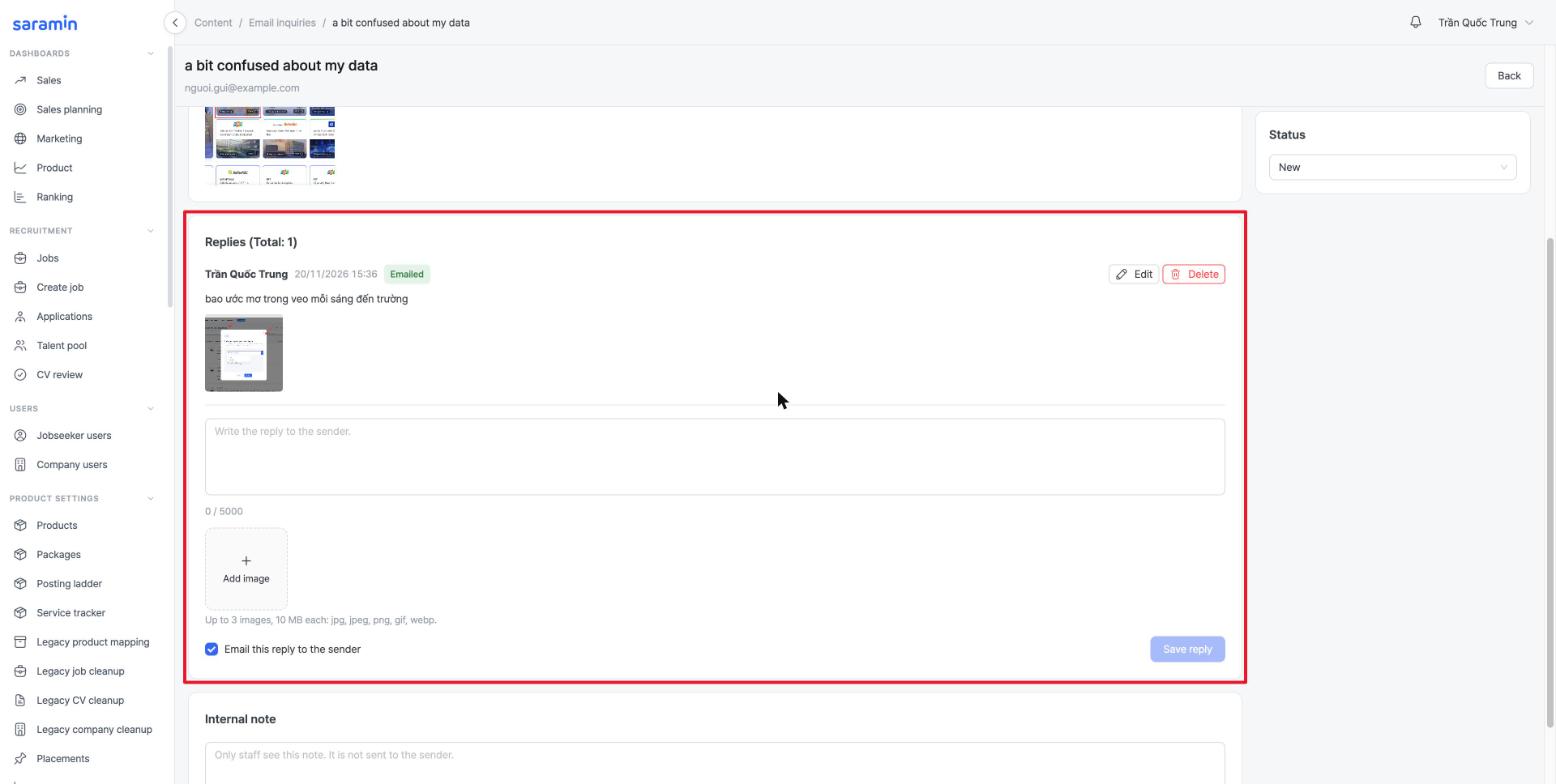 saramin
Content / Email inquiries / a bit confused about my data
Trần Quốc Trung
DASHBOARDS
Sales
Sales planning
Marketing
Product
Ranking
RECRUITMENT
Jobs
Create job
Applications
Talent pool
CV review
USERS
Jobseeker users
Company users
PRODUCT SETTINGS
Products
Packages
Posting ladder
Service tracker
Legacy product mapping
Legacy job cleanup
Legacy CV cleanup
Legacy company cleanup
Placements
a bit confused about my data
nguoi.gui@example.com
Back
Status
New
Replies (Total: 1)
Trần Quốc Trung 20/11/2026 15:36 Emailed
Edit Delete
bao ước mơ trong veo mỗi sáng đến trường
Write the reply to the sender.
0 / 5000
Add image
Up to 3 images, 10 MB each: jpg, jpeg, png, gif, webp.
Email this reply to the sender
Save reply
Internal note
Only staff see this note. It is not sent to the sender.